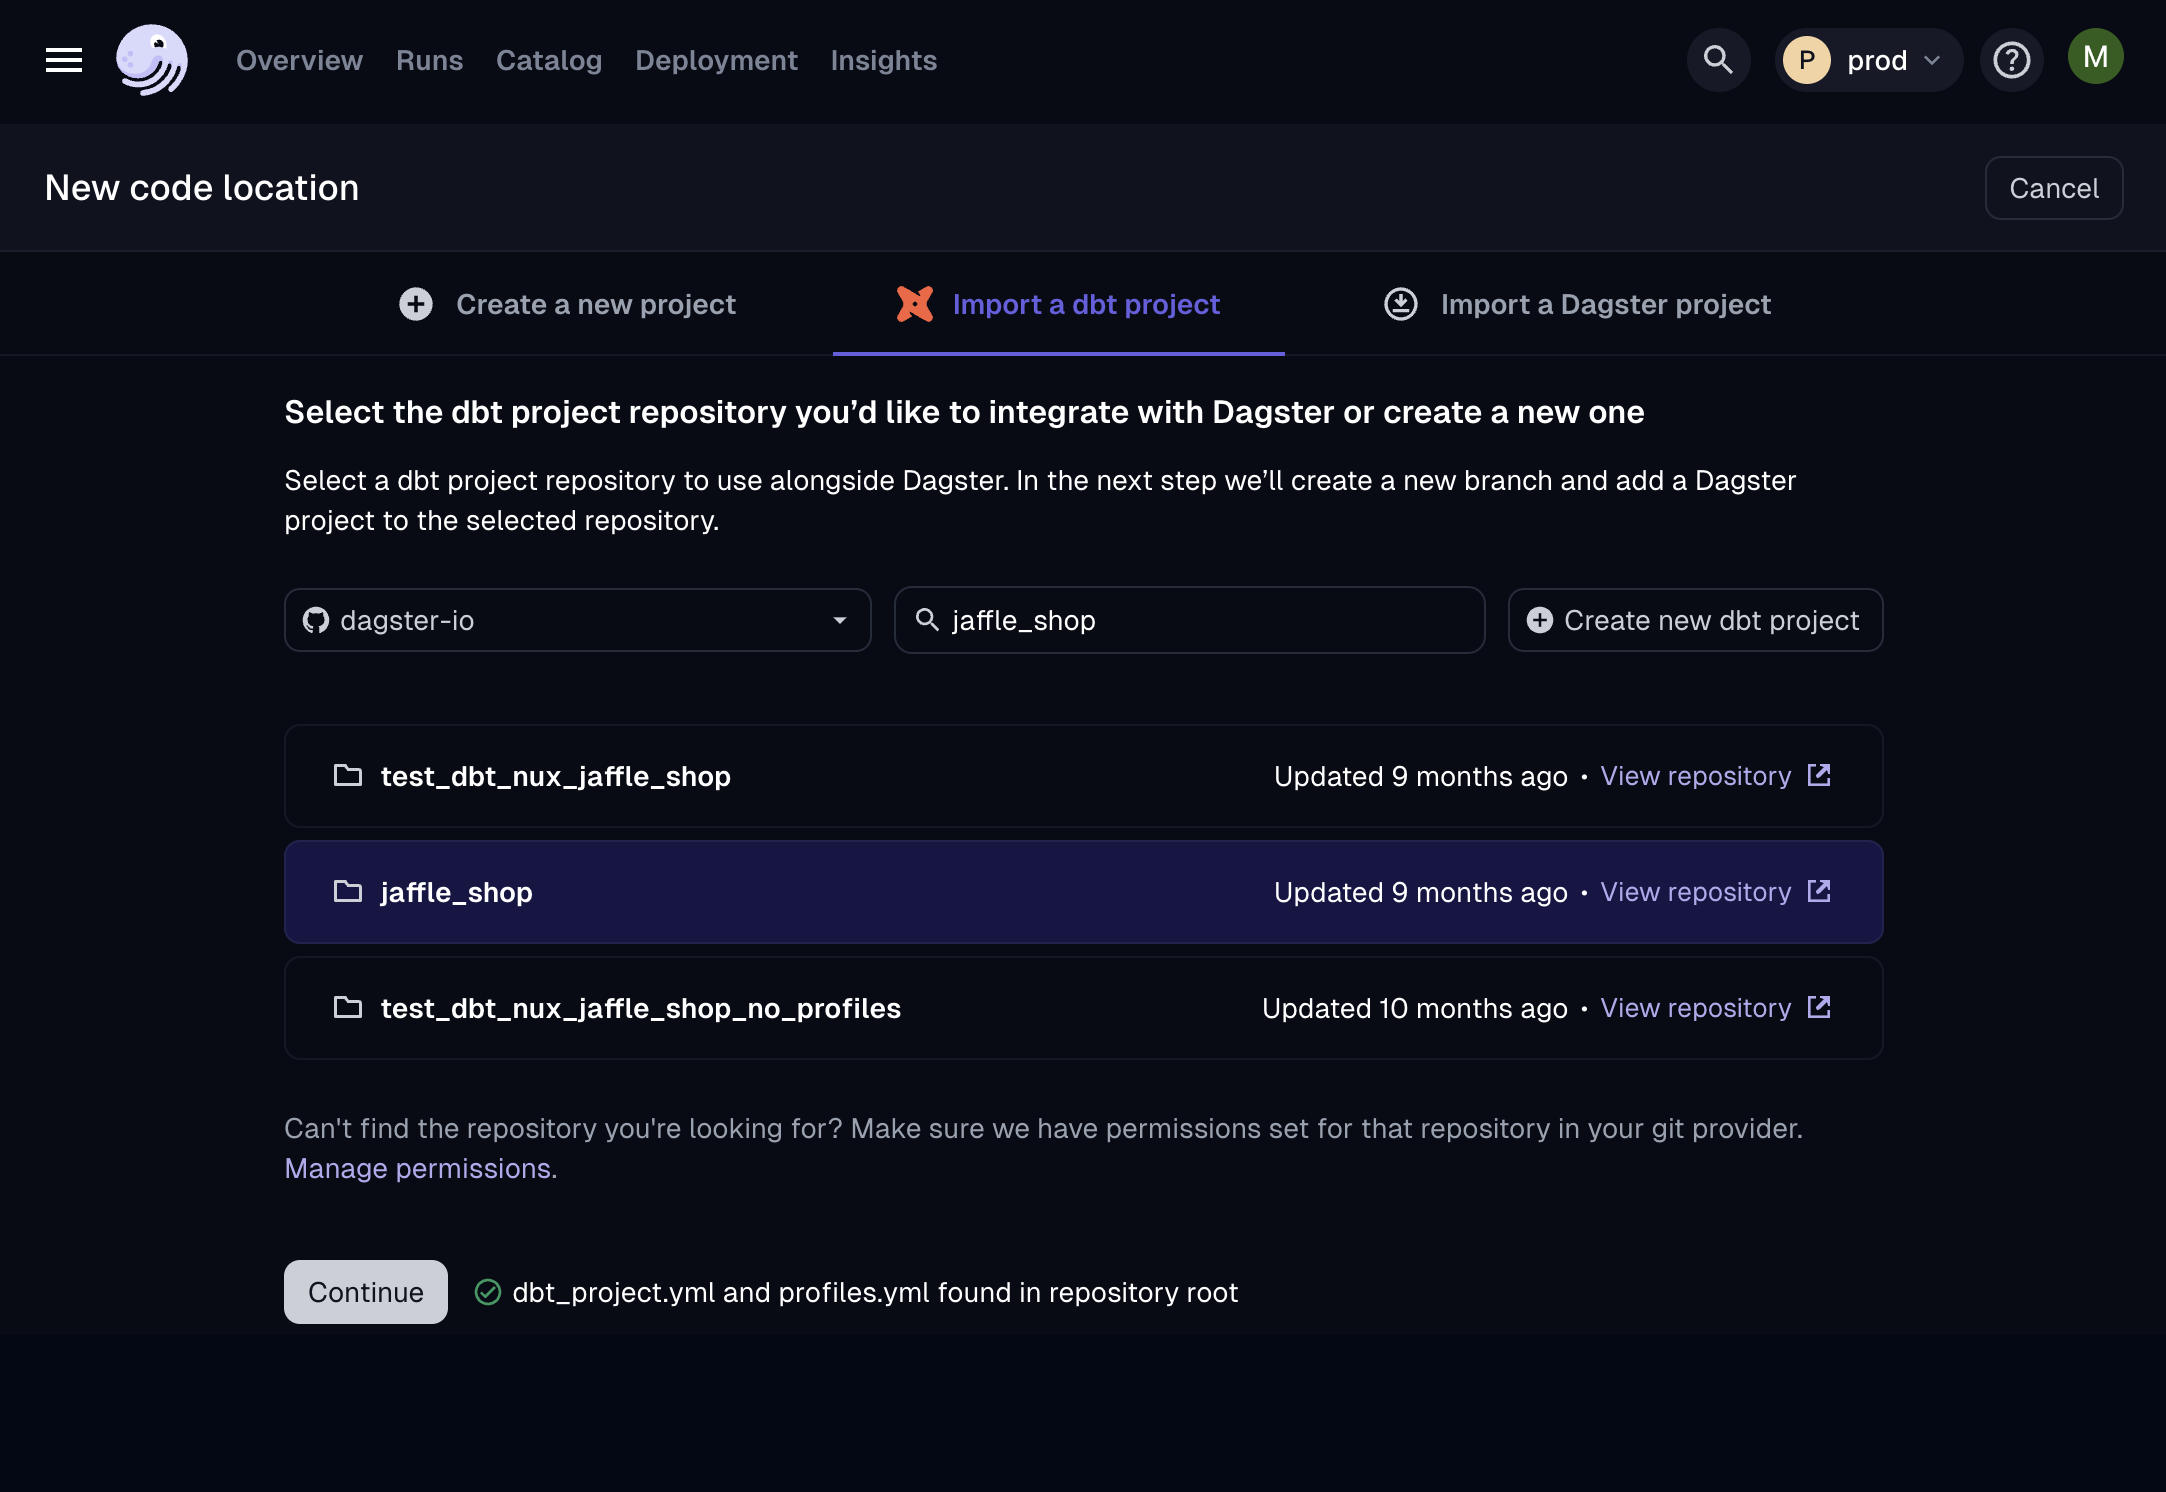 Overview Runs Catalog Deployment Insights P prod M
New code location Cancel
Create a new project Import a dbt project Import a Dagster project
Select the dbt project repository you’d like to integrate with Dagster or create a new one
Select a dbt project repository to use alongside Dagster. In the next step we’ll create a new branch and add a Dagster
project to the selected repository.
dagster-io jaffle_shop Create new dbt project
test_dbt_nux_jaffle_shop Updated 9 months ago • View repository
jaffle_shop Updated 9 months ago • View repository
test_dbt_nux_jaffle_shop_no_profiles Updated 10 months ago • View repository
Can't find the repository you're looking for? Make sure we have permissions set for that repository in your git provider.
Manage permissions.
Continue dbt_project.yml and profiles.yml found in repository root